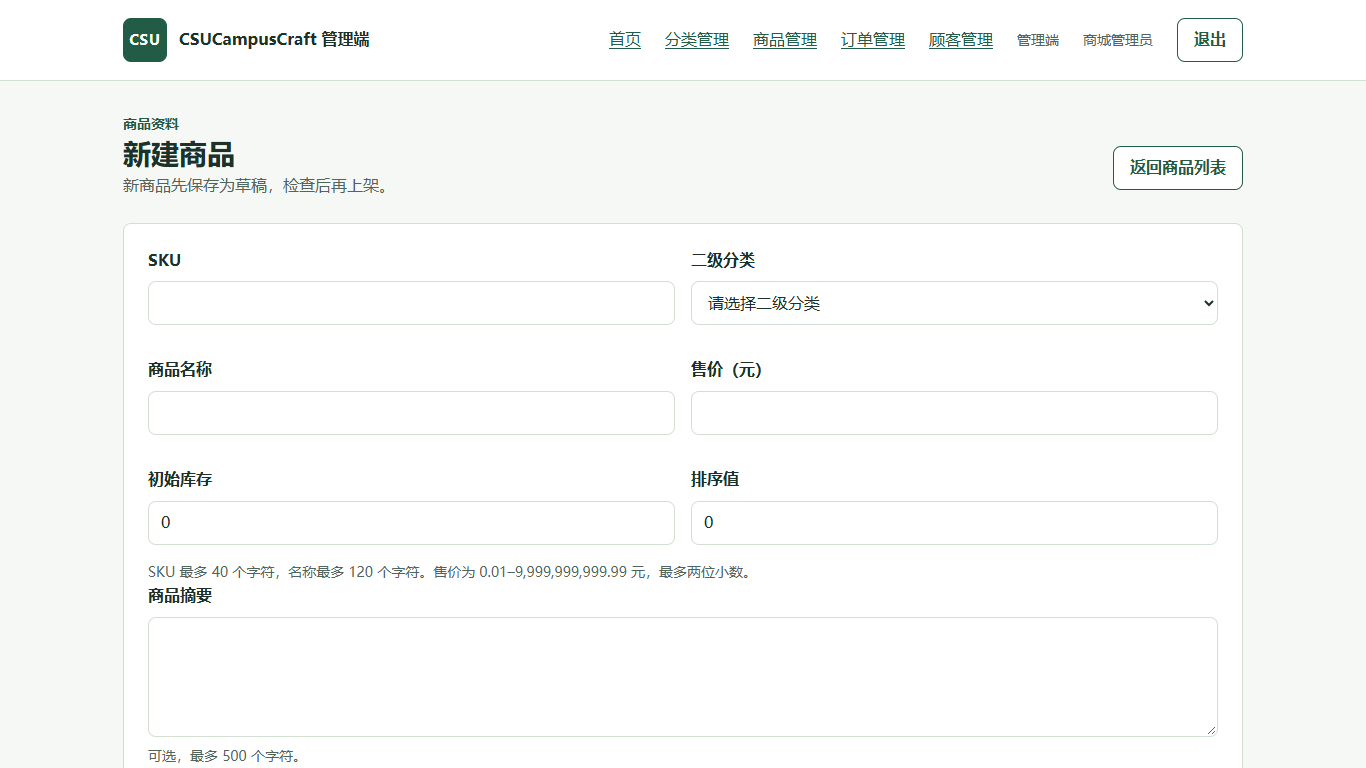 CSU CSUCampusCraft 管理端 首页 分类管理 商品管理 订单管理 顾客管理 管理端 商城管理员 退出
商品资料
新建商品
新商品先保存为草稿，检查后再上架。
返回商品列表
SKU
二级分类
请选择二级分类
商品名称
售价（元）
初始库存
0
排序值
0
SKU 最多 40 个字符，名称最多 120 个字符。售价为 0.01–9,999,999,999.99 元，最多两位小数。
商品摘要
可选，最多 500 个字符。